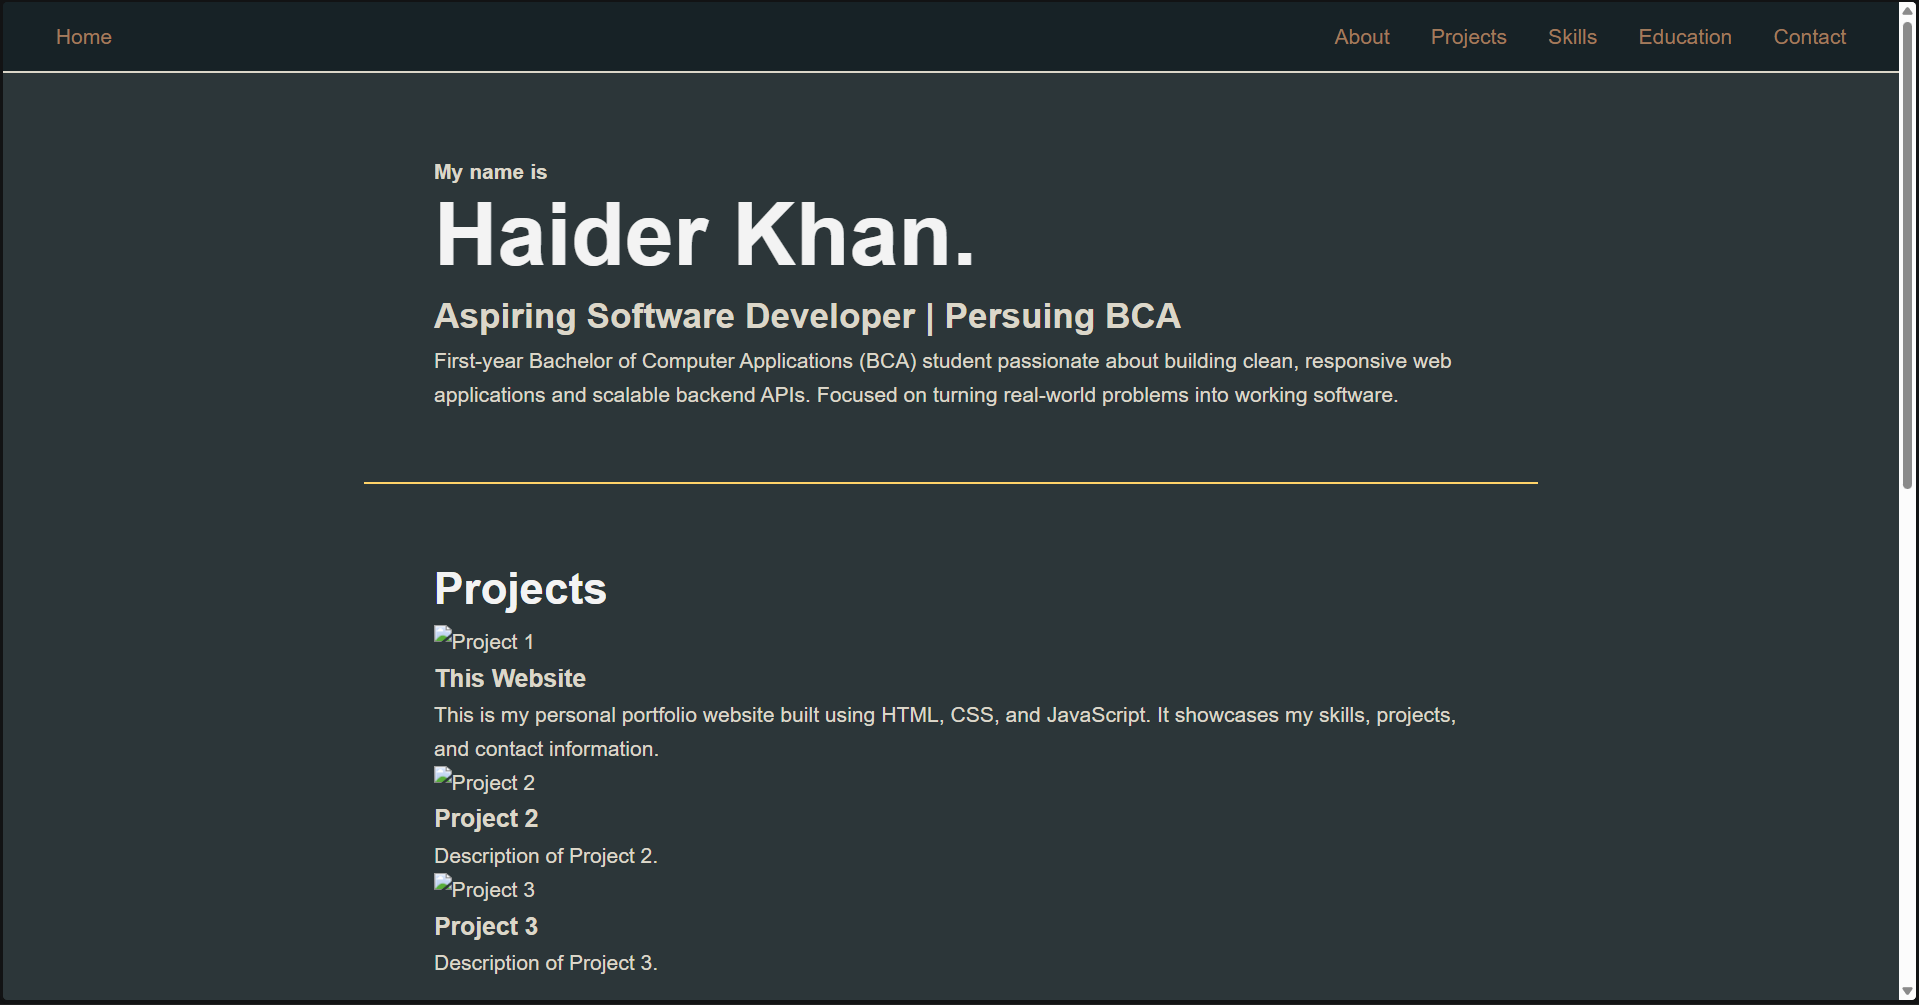 Home About Projects Skills Education Contact
My name is
Haider Khan.
Aspiring Software Developer | Persuing BCA
First-year Bachelor of Computer Applications (BCA) student passionate about building clean, responsive web
applications and scalable backend APIs. Focused on turning real-world problems into working software.
Projects
Project 1
This Website
This is my personal portfolio website built using HTML, CSS, and JavaScript. It showcases my skills, projects,
and contact information.
Project 2
Project 2
Description of Project 2.
Project 3
Project 3
Description of Project 3.